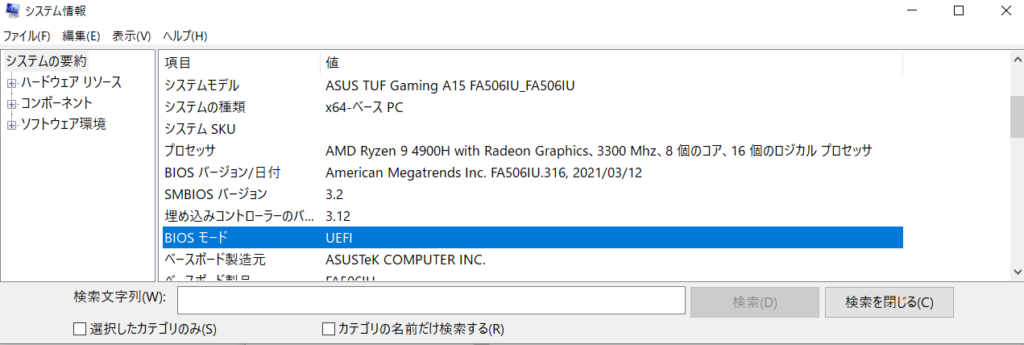 システム情報
ファイル(F) 編集(E) 表示(V) ヘルプ(H)
システムの要約
ハードウェア リソース
コンポーネント
ソフトウェア環境
項目 値
システムモデル ASUS TUF Gaming A15 FA506IU_FA506IU
システムの種類 x64-ベース PC
システム SKU
プロセッサ AMD Ryzen 9 4900H with Radeon Graphics、3300 Mhz、8 個のコア、16 個のロジカル プロセッサ
BIOS バージョン/日付 American Megatrends Inc. FA506IU.316, 2021/03/12
SMBIOS バージョン 3.2
埋め込みコントローラーのバ... 3.12
BIOS モード UEFI
ベースボード製造元 ASUSTeK COMPUTER INC.
ベースボード製品 FA506IU
検索文字列(W): 検索(D) 検索を閉じる(C)
選択したカテゴリのみ(S) カテゴリの名前だけ検索する(R)